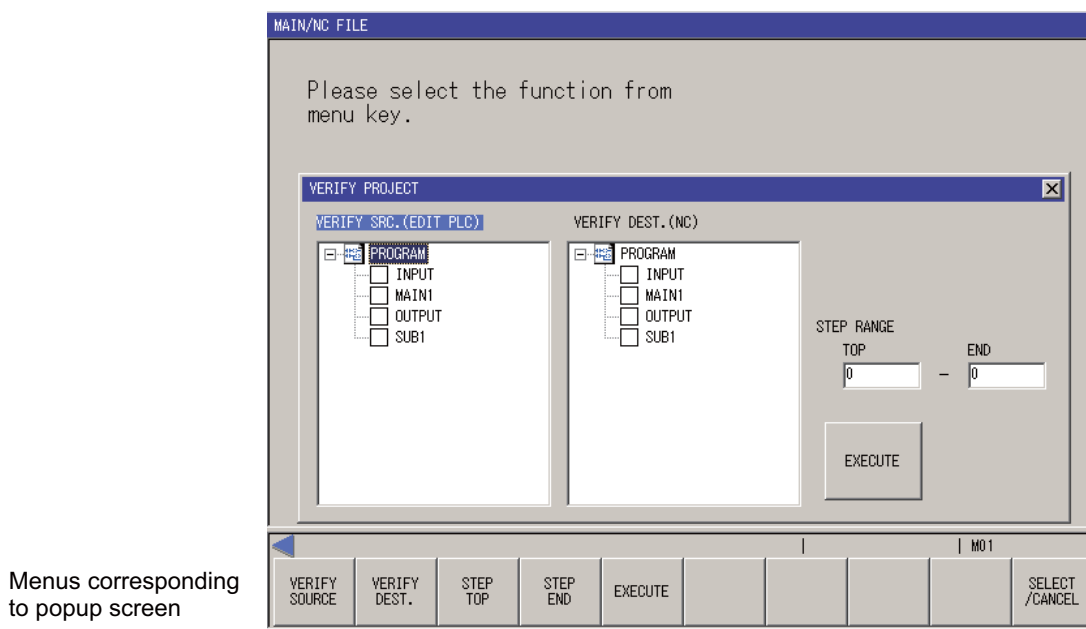 MAIN/NC FILE
Please select the function from
menu key.
VERIFY PROJECT
VERIFY SRC.(EDIT PLC)
PROGRAM
INPUT
MAIN1
OUTPUT
SUB1
VERIFY DEST.(NC)
PROGRAM
INPUT
MAIN1
OUTPUT
SUB1
STEP RANGE
TOP END
0 – 0
EXECUTE
M01
Menus corresponding
to popup screen
VERIFY
SOURCE
VERIFY
DEST.
STEP
TOP
STEP
END
EXECUTE
SELECT
/CANCEL